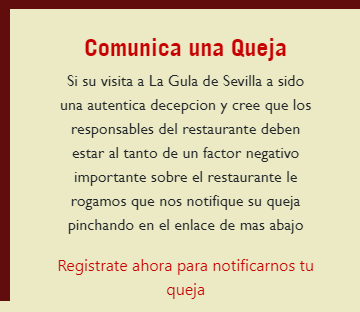 Comunica una Queja
Si su visita a La Gula de Sevilla a sido
una autentica decepcion y cree que los
responsables del restaurante deben
estar al tanto de un factor negativo
importante sobre el restaurante le
rogamos que nos notifique su queja
pinchando en el enlace de mas abajo
Registrate ahora para notificarnos tu
queja